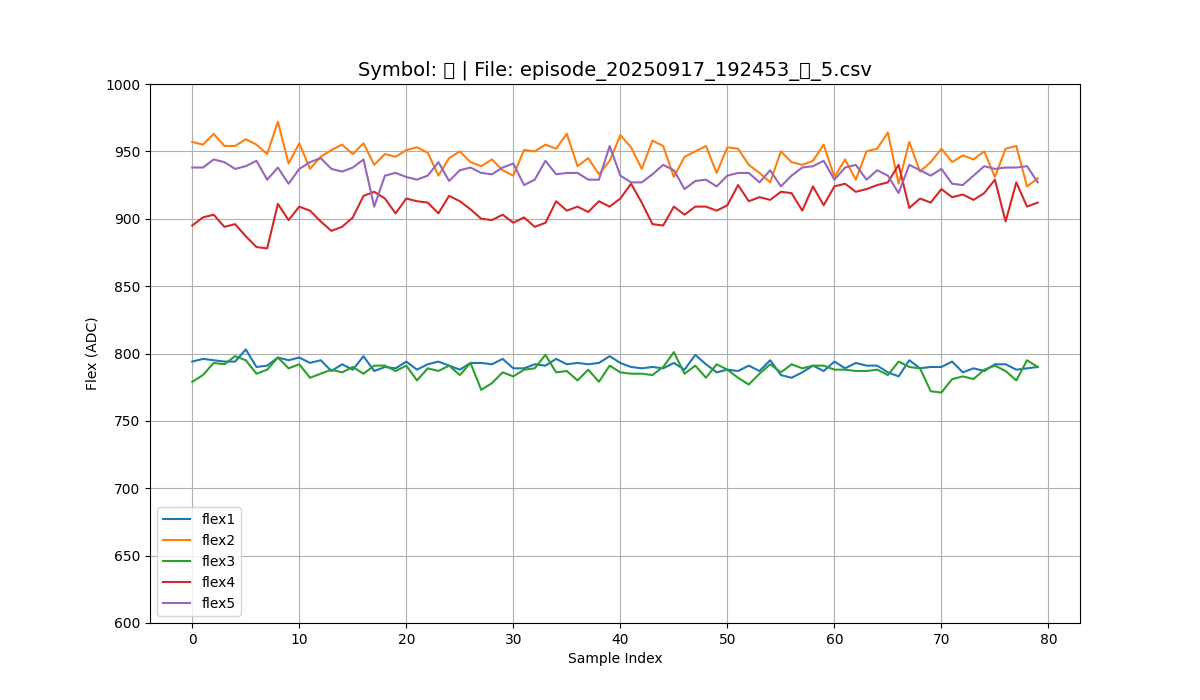 Symbol: □ | File: episode_20250917_192453_□_5.csv
1000
950
900
850
800
750
700
650
600
Flex (ADC)
flex1
flex2
flex3
flex4
flex5
0 10 20 30 40 50 60 70 80
Sample Index